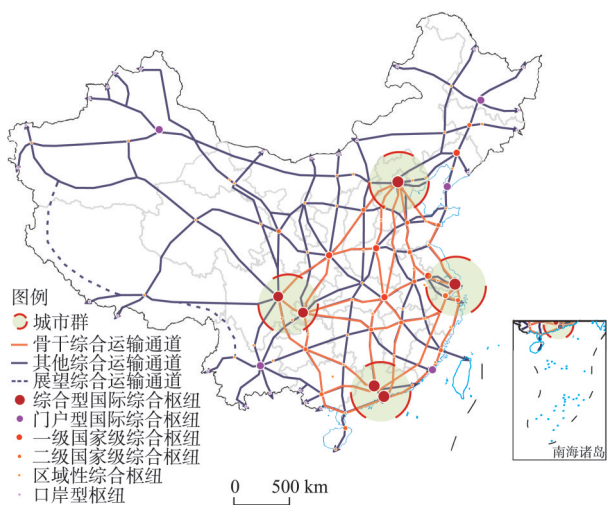 图例
城市群
骨干综合运输通道
其他综合运输通道
展望综合运输通道
综合型国际综合枢纽
门户型国际综合枢纽
一级国家级综合枢纽
二级国家级综合枢纽
区域性综合枢纽
口岸型枢纽
0 500 km
南海诸岛